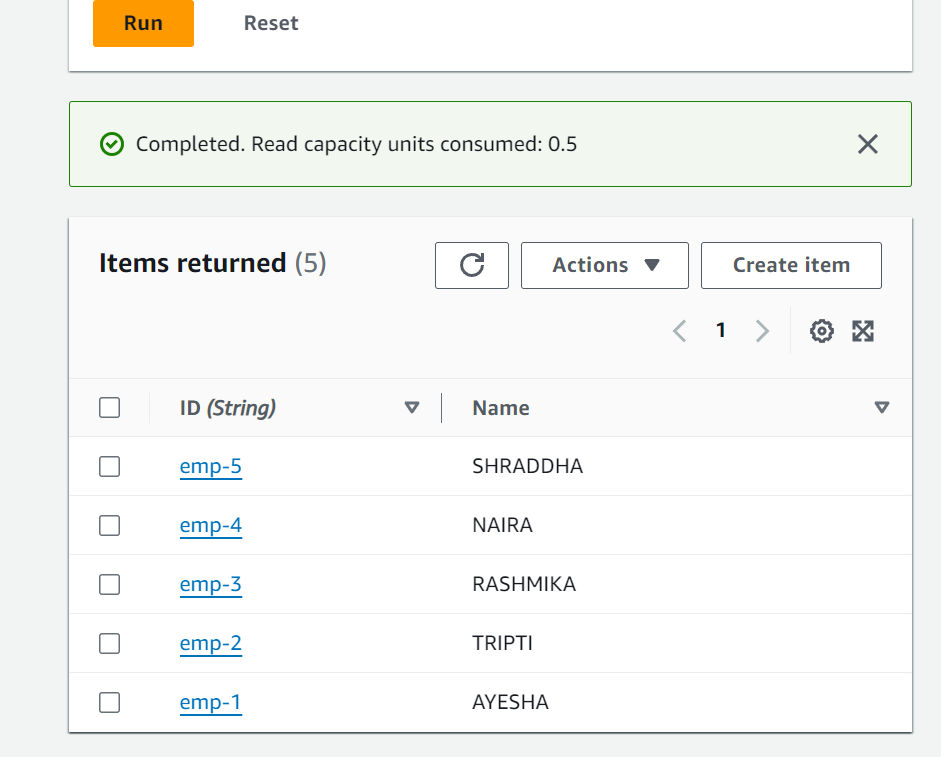 Run Reset
Completed. Read capacity units consumed: 0.5
Items returned (5) Actions Create item
1
ID (String) Name
emp-5 SHRADDHA
emp-4 NAIRA
emp-3 RASHMIKA
emp-2 TRIPTI
emp-1 AYESHA